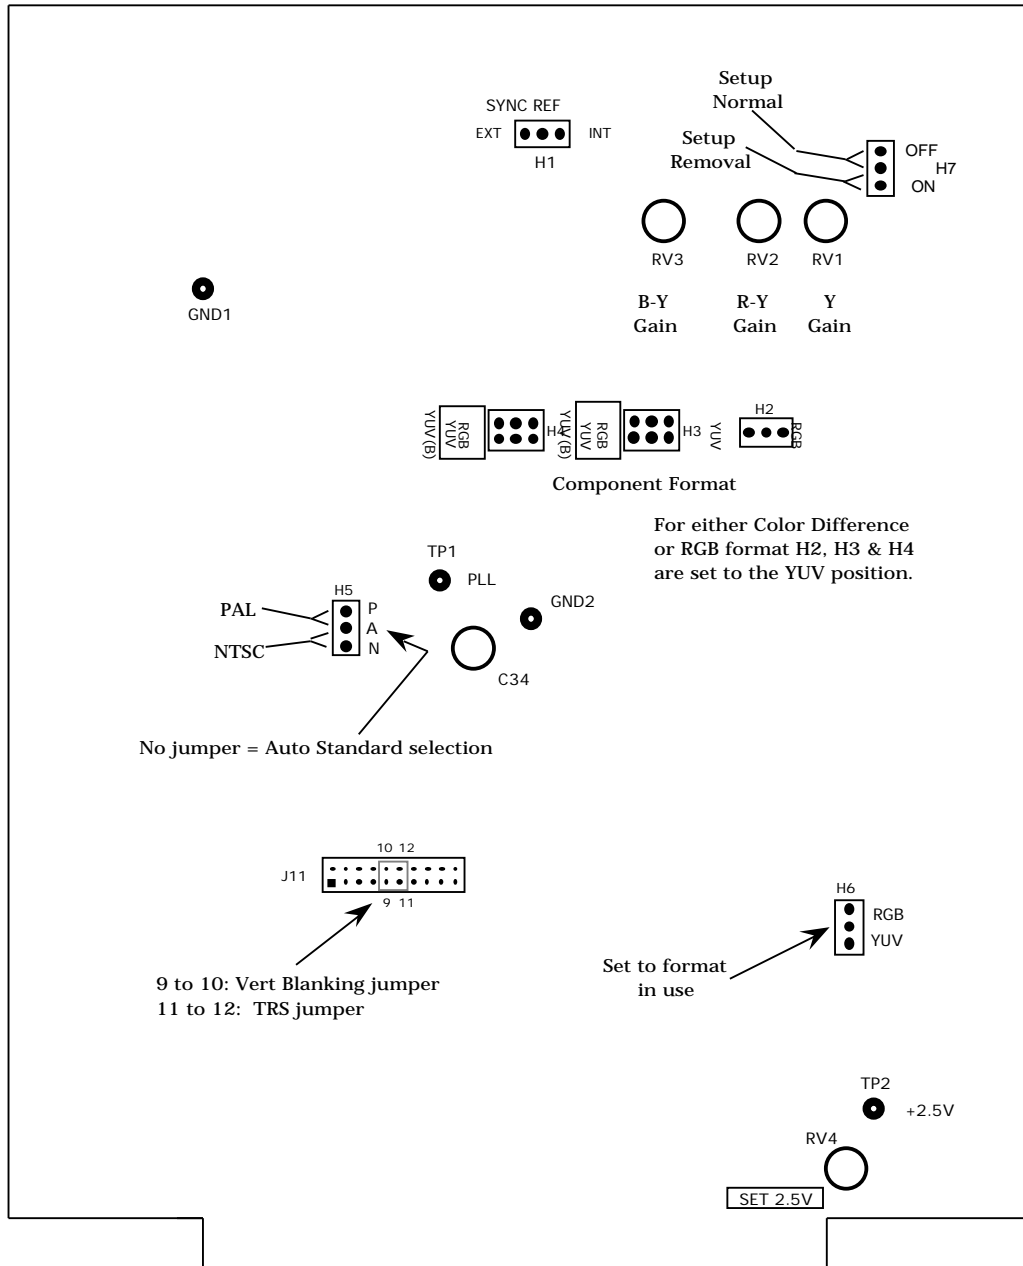 Setup
Normal
SYNC REF
EXT
INT
H1
Setup
Removal
OFF
H7
ON
RV3
RV2
RV1
B-Y
Gain
R-Y
Gain
Y
Gain
GND1
YUV(B)
YUV
RGB
H4
YUV(B)
YUV
RGB
H3
YUV
H2
RGB
Component Format
For either Color Difference
or RGB format H2, H3 & H4
are set to the YUV position.
TP1
PLL
GND2
H5
P
A
N
PAL
NTSC
C34
No jumper = Auto Standard selection
10 12
J11
9 11
9 to 10: Vert Blanking jumper
11 to 12: TRS jumper
H6
RGB
YUV
Set to format
in use
TP2
+2.5V
RV4
SET 2.5V